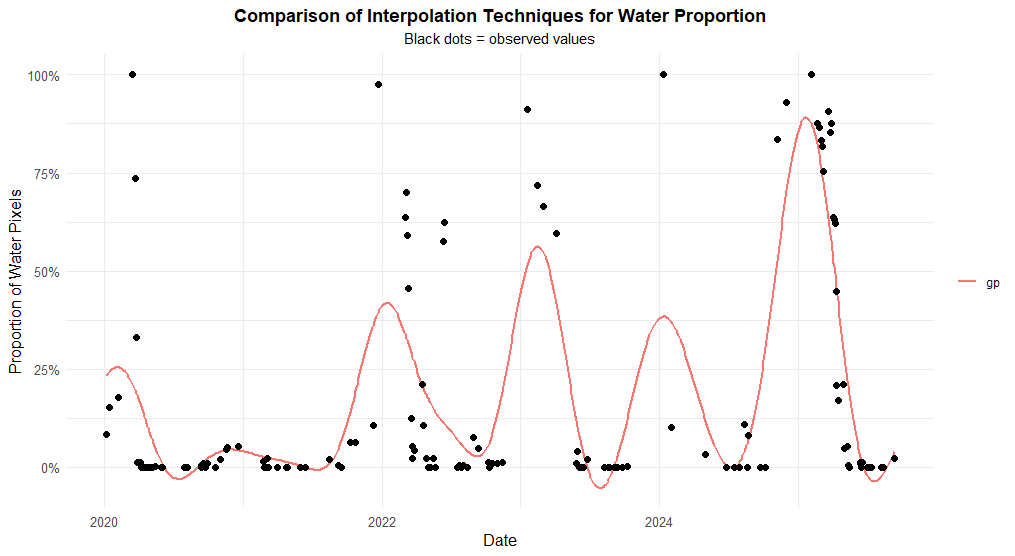 Comparison of Interpolation Techniques for Water Proportion
Black dots = observed values
Proportion of Water Pixels
100%
75%
50%
25%
0%
2020
2022
2024
Date
gp